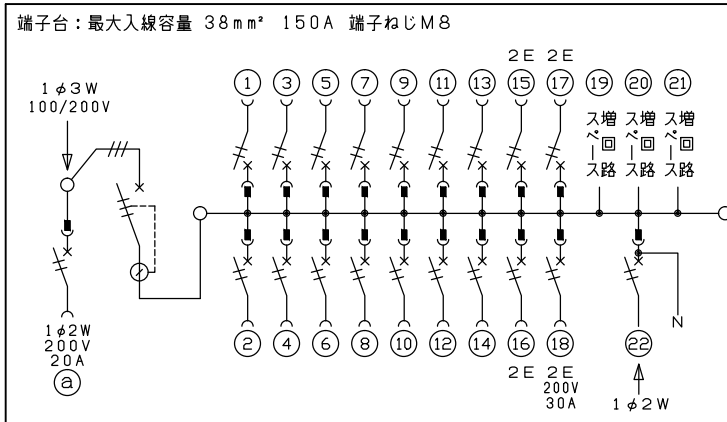 端子台：最大入線容量 38mm² 150A 端子ねじM8
1φ3W
100/200V
1φ2W
200V
20A
a
2E 2E
1 3 5 7 9 11 13 15 17 19 20 21
増回路スペース
増回路スペース
増回路スペース
N
2 4 6 8 10 12 14 16 18 22
2E 2E
200V
30A
1φ2W